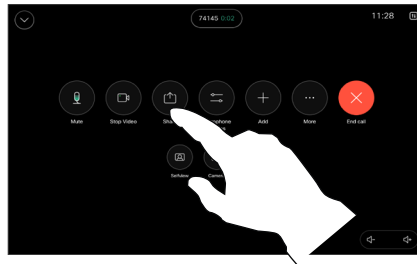 74145 0:02
11:28
Mute
Stop Video
Add
More
End call
Selfview